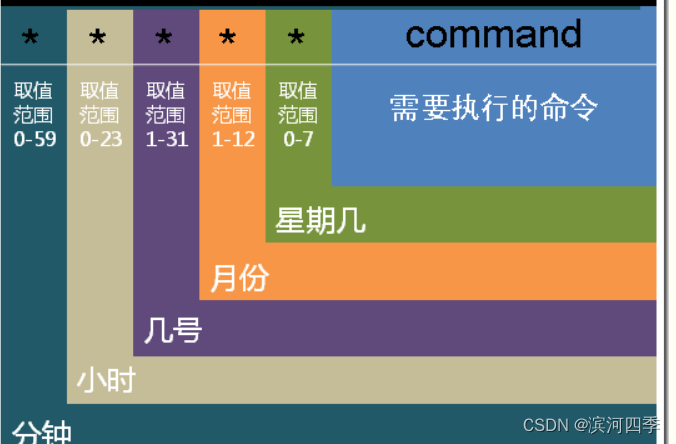 * * * * * command
取值 取值 取值 取值 取值
范围 范围 范围 范围 范围
0-59 0-23 1-31 1-12 0-7
需要执行的命令
星期几
月份
几号
小时
分钟
CSDN @滨河四季